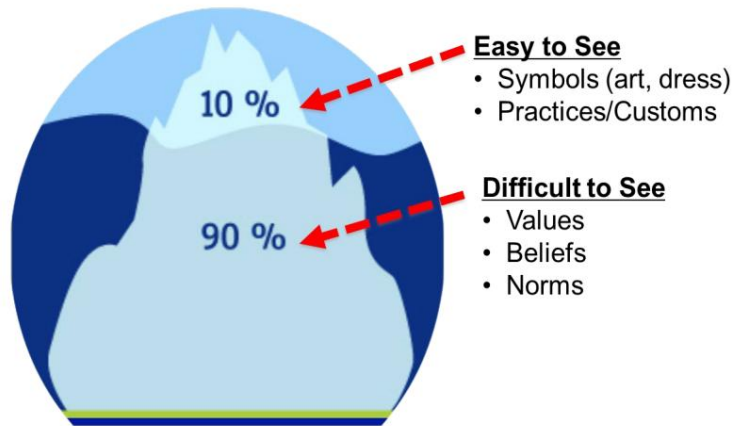 10 %
Easy to See
• Symbols (art, dress)
• Practices/Customs
90 %
Difficult to See
• Values
• Beliefs
• Norms